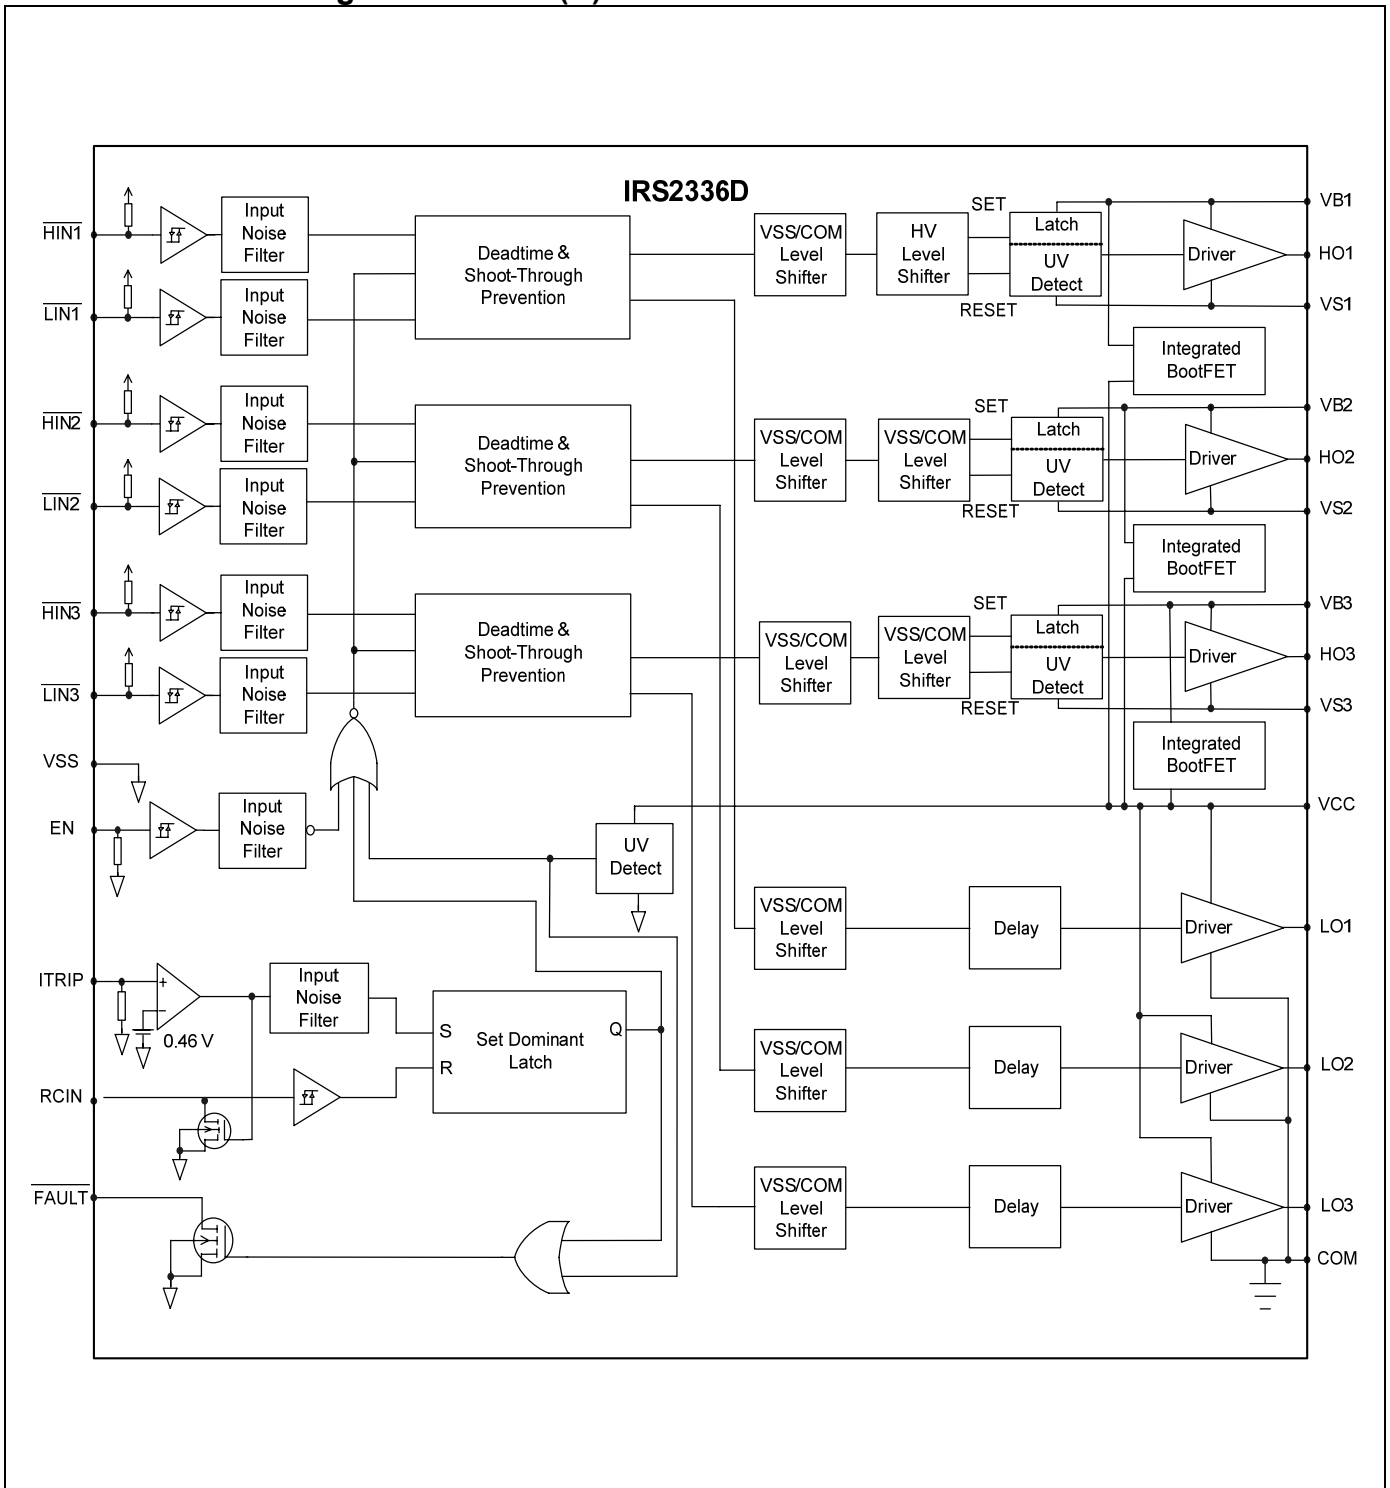 IRS2336D
HIN1
Input
Noise
Filter
LIN1
Input
Noise
Filter
Deadtime &
Shoot-Through
Prevention
VSS/COM
Level
Shifter
HV
Level
Shifter
SET
RESET
Latch
UV
Detect
Driver
VB1
HO1
VS1
Integrated
BootFET
HIN2
Input
Noise
Filter
LIN2
Input
Noise
Filter
Deadtime &
Shoot-Through
Prevention
VSS/COM
Level
Shifter
VSS/COM
Level
Shifter
SET
RESET
Latch
UV
Detect
Driver
VB2
HO2
VS2
Integrated
BootFET
HIN3
Input
Noise
Filter
LIN3
Input
Noise
Filter
Deadtime &
Shoot-Through
Prevention
VSS/COM
Level
Shifter
VSS/COM
Level
Shifter
SET
RESET
Latch
UV
Detect
Driver
VB3
HO3
VS3
Integrated
BootFET
VSS
VCC
EN
Input
Noise
Filter
UV
Detect
VSS/COM
Level
Shifter
Delay
Driver
LO1
ITRIP
+
−
0.46 V
Input
Noise
Filter
S
R
Set Dominant
Latch
Q
VSS/COM
Level
Shifter
Delay
Driver
LO2
RCIN
FAULT
VSS/COM
Level
Shifter
Delay
Driver
LO3
COM